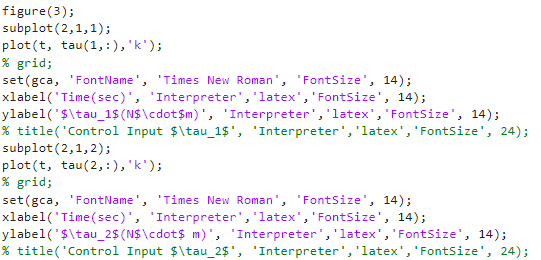 figure(3);
subplot(2,1,1);
plot(t, tau(1,:),'k');
% grid;
set(gca, 'FontName', 'Times New Roman', 'FontSize', 14);
xlabel('Time(sec)', 'Interpreter','latex','FontSize', 14);
ylabel('$\tau_1$(N$\cdot$m)', 'Interpreter','latex','FontSize', 14);
% title('Control Input $\tau_1$', 'Interpreter','latex','FontSize', 24);
subplot(2,1,2);
plot(t, tau(2,:),'k');
% grid;
set(gca, 'FontName', 'Times New Roman', 'FontSize', 14);
xlabel('Time(sec)', 'Interpreter','latex','FontSize', 14);
ylabel('$\tau_2$(N$\cdot$ m)', 'Interpreter','latex','FontSize', 14);
% title('Control Input $\tau_2$', 'Interpreter','latex','FontSize', 24);